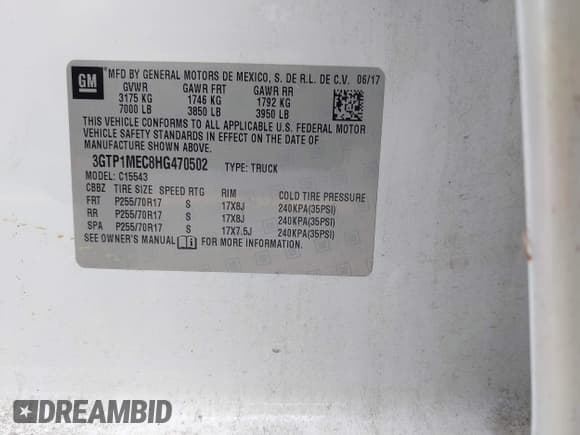 GM
MFD BY GENERAL MOTORS DE MEXICO, S. DE R.L. DE C.V. 06/17
GVWR GAWR FRT GAWR RR
3175 KG 1746 KG 1792 KG
7000 LB 3850 LB 3950 LB
THIS VEHICLE CONFORMS TO ALL APPLICABLE U.S. FEDERAL MOTOR
VEHICLE SAFETY STANDARDS IN EFFECT ON THE DATE OF
MANUFACTURE SHOWN ABOVE.
3GTP1MEC8HG470502 TYPE: TRUCK
MODEL: C15543
CBBZ TIRE SIZE SPEED RTG RIM COLD TIRE PRESSURE
FRT P255/70R17 S 17X8J 240KPA(35PSI)
RR P255/70R17 S 17X8J 240KPA(35PSI)
SPA P255/70R17 S 17X7.5J 240KPA(35PSI)
SEE OWNER'S MANUAL FOR MORE INFORMATION.
DREAMBID